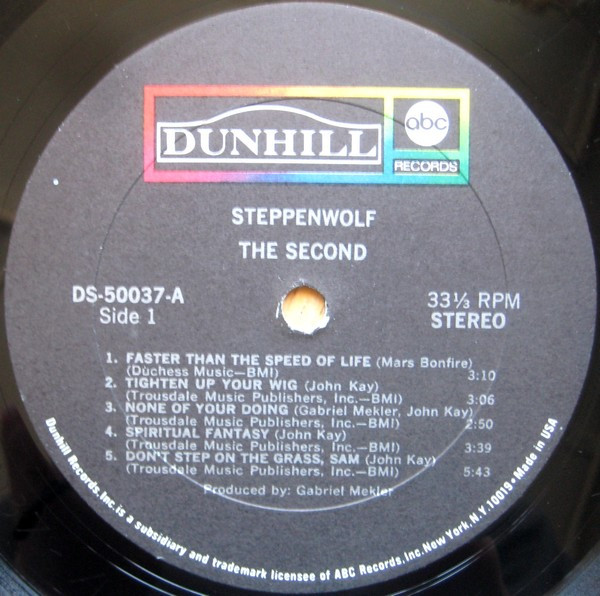 DUNHILL
abc
RECORDS
STEPPENWOLF
THE SECOND
DS-50037-A
Side 1
33⅓ RPM
STEREO
1. FASTER THAN THE SPEED OF LIFE (Mars Bonfire)
(Duchess Music—BMI) 3:10
2. TIGHTEN UP YOUR WIG (John Kay)
(Trousdale Music Publishers, Inc.—BMI) 3:06
3. NONE OF YOUR DOING (Gabriel Mekler, John Kay)
(Trousdale Music Publishers, Inc.—BMI) 2:50
4. SPIRITUAL FANTASY (John Kay)
(Trousdale Music Publishers, Inc.—BMI) 3:39
5. DON'T STEP ON THE GRASS, SAM (John Kay)
(Trousdale Music Publishers, Inc.—BMI) 5:43
Produced by: Gabriel Mekler
Dunhill Records, Inc. is a subsidiary and trademark licensee of ABC Records, Inc. New York, N.Y. 10019 • Made in USA